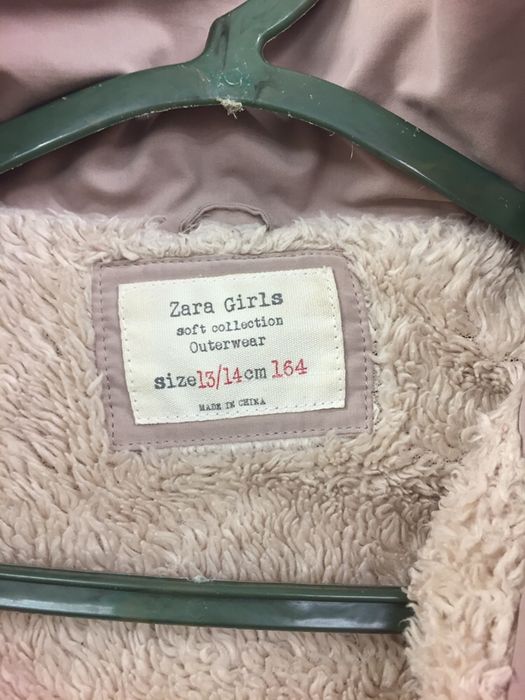 Zara Girls
soft collection
Outerwear
size13/14cm 164
MADE IN CHINA